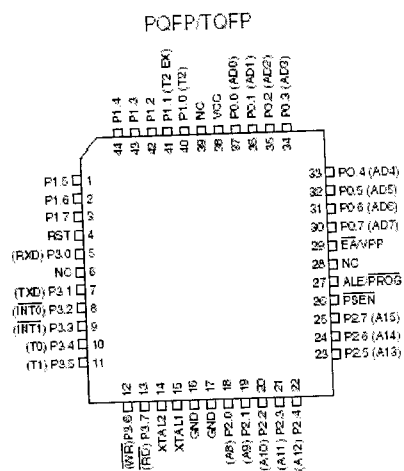 PQFP/TQFP
P1.4
P1.3
P1.2
P1.1 (T2 EX)
P1.0 (T2)
NC
VCC
P0.0 (AD0)
P0.1 (AD1)
P0.2 (AD2)
P0.3 (AD3)
44 43 42 41 40 39 38 37 36 35 34
P1.5 1
P1.6 2
P1.7 3
RST 4
(RXD) P3.0 5
NC 6
(TXD) P3.1 7
(INT0) P3.2 8
(INT1) P3.3 9
(T0) P3.4 10
(T1) P3.5 11
33 P0.4 (AD4)
32 P0.5 (AD5)
31 P0.6 (AD6)
30 P0.7 (AD7)
29 EA/VPP
28 NC
27 ALE/PROG
26 PSEN
25 P2.7 (A15)
24 P2.6 (A14)
23 P2.5 (A13)
12 13 14 15 16 17 18 19 20 21 22
(WR) P3.6
(RD) P3.7
XTAL2
XTAL1
GND
GND
(A8) P2.0
(A9) P2.1
(A10) P2.2
(A11) P2.3
(A12) P2.4